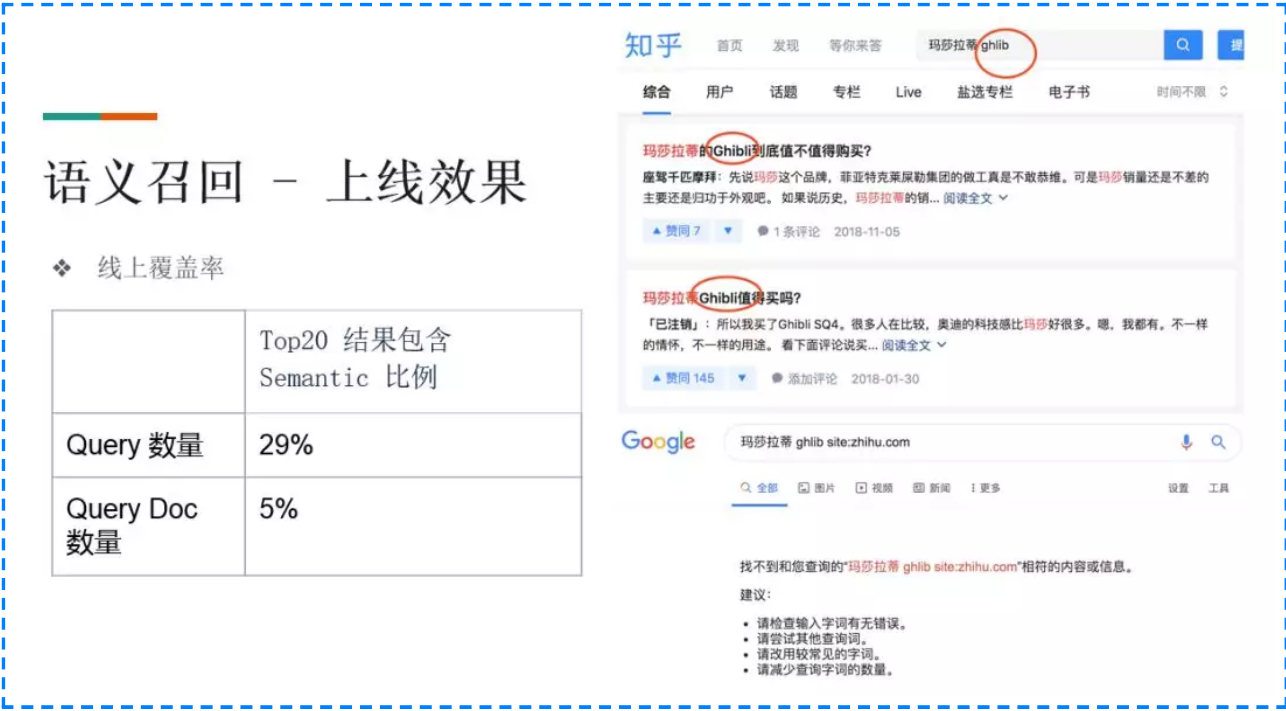 语义召回 - 上线效果
❖ 线上覆盖率
Top20 结果包含
Semantic 比例
Query 数量
29%
Query Doc
数量
5%
知乎 首页 发现 等你来答 玛莎拉蒂 ghlib 提
综合 用户 话题 专栏 Live 盐选专栏 电子书 时间不限
玛莎拉蒂的Ghibli到底值不值得购买?
座驾千匹摩拜：先说玛莎这个品牌，菲亚特克莱屎勒集团的做工真是不敢恭维。可是玛莎销量还是不差的
主要还是归功于外观吧。 如果说历史，玛莎拉蒂的销... 阅读全文
赞同 7 1 条评论 2018-11-05
玛莎拉蒂Ghibli值得买吗?
「已注销」：所以我买了Ghibli SQ4。很多人在比较，奥迪的科技感比玛莎好很多。嗯，我都有。不一样
的情怀，不一样的用途。 看下面评论说买... 阅读全文
赞同 145 添加评论 2018-01-30
Google 玛莎拉蒂 ghlib site:zhihu.com
全部 图片 视频 新闻 更多 设置 工具
找不到和您查询的“玛莎拉蒂 ghlib site:zhihu.com”相符的内容或信息。
建议：
• 请检查输入字词有无错误。
• 请尝试其他查询词。
• 请改用较常见的字词。
• 请减少查询字词的数量。